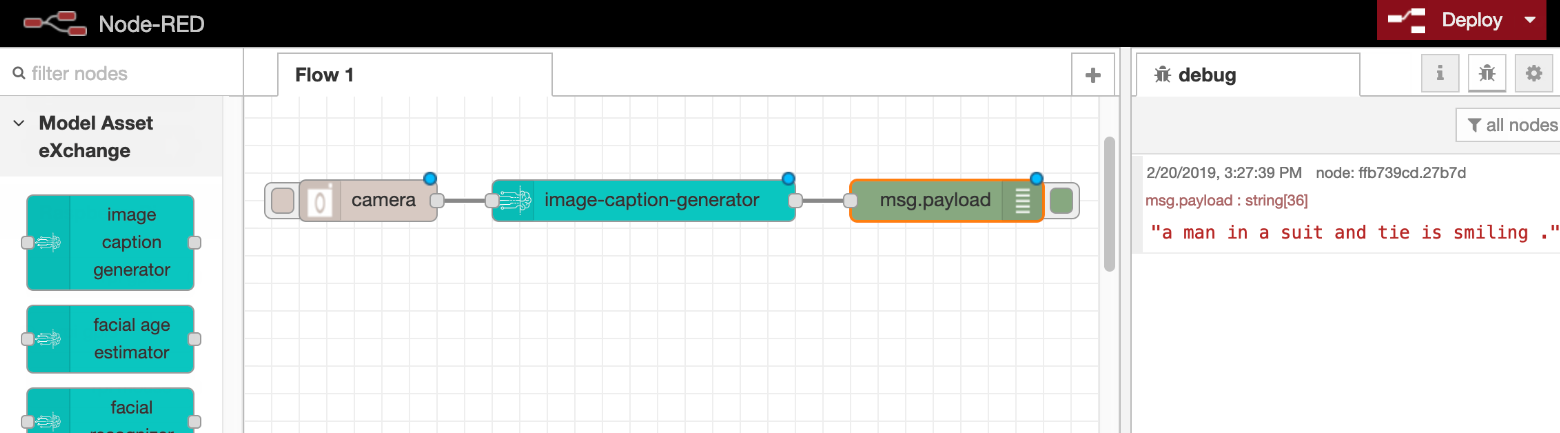 Node-RED
Deploy
filter nodes
Flow 1
+
debug
i
all nodes
Model Asset
eXchange
2/20/2019, 3:27:39 PM node: ffb739cd.27b7d
msg.payload : string[36]
"a man in a suit and tie is smiling ."
camera
image-caption-generator
msg.payload
image
caption
generator
facial age
estimator
facial
recognizer